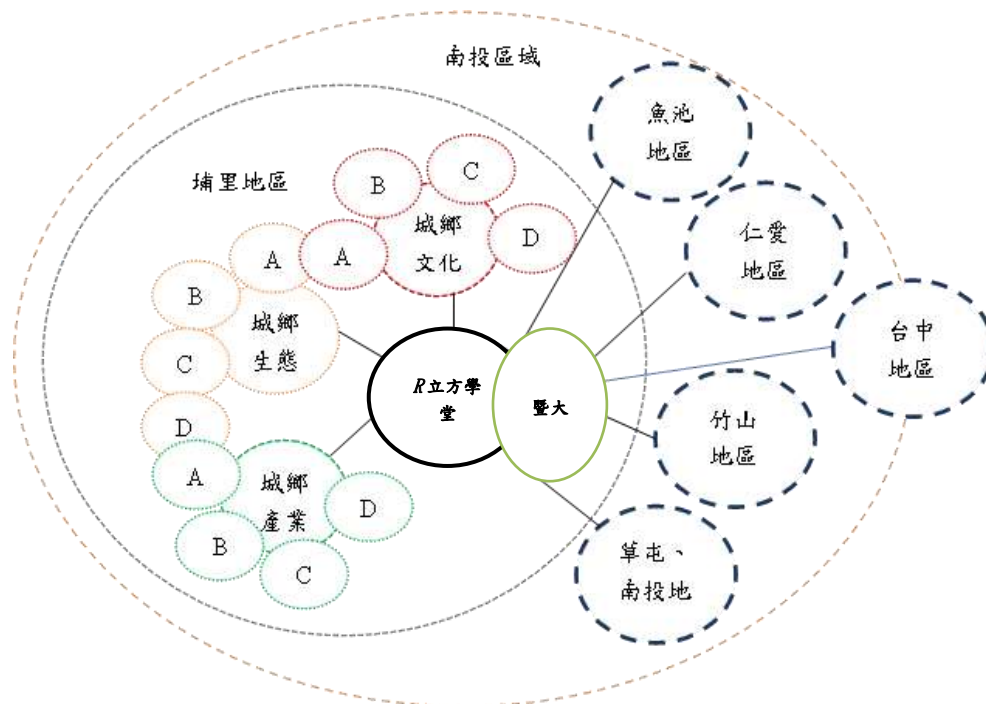 南投區域
魚池
地區
埔里地區
B
C
城鄉
文化
A
D
仁愛
地區
A
B
城鄉
生態
C
D
台中
地區
R立方學
堂
暨大
竹山
地區
A
城鄉
產業
D
B
C
草屯、
南投地